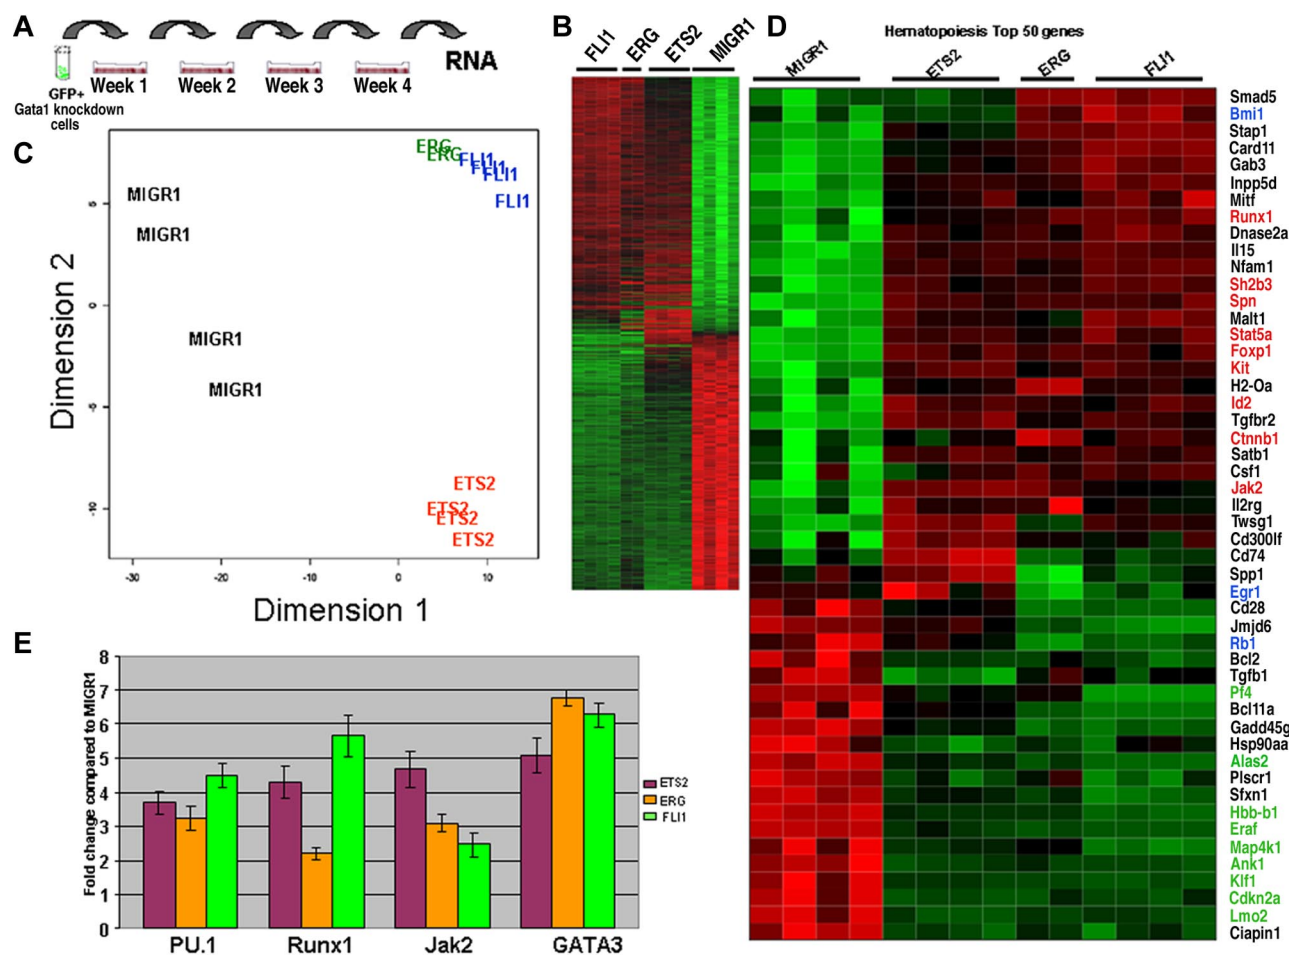 A
RNA
GFP+
Gata1 knockdown
cells
Week 1
Week 2
Week 3
Week 4
B
FLI1
ERG
ETS2
MIGR1
C
Dimension 2
5
0
-5
-10
MIGR1
MIGR1
MIGR1
MIGR1
ERG
ERG
FLI1
FLI1
FLI1
FLI1
ETS2
ETS2
ETS2
ETS2
-30
-20
-10
0
10
Dimension 1
D
Hematopoiesis Top 50 genes
MIGR1
ETS2
ERG
FLI1
Smad5
Bmi1
Stap1
Card11
Gab3
Inpp5d
Mitf
Runx1
Dnase2a
Il15
Nfam1
Sh2b3
Spn
Malt1
Stat5a
Foxp1
Kit
H2-Oa
Id2
Tgfbr2
Ctnnb1
Satb1
Csf1
Jak2
Il2rg
Twsg1
Cd300lf
Cd74
Spp1
Egr1
Cd28
Jmjd6
Rb1
Bcl2
Tgfb1
Pf4
Bcl11a
Gadd45g
Hsp90aa
Alas2
Plscr1
Sfxn1
Hbb-b1
Eraf
Map4k1
Ank1
Klf1
Cdkn2a
Lmo2
Ciapin1
E
Fold change compared to MIGR1
8
7
6
5
4
3
2
1
0
PU.1
Runx1
Jak2
GATA3
ETS2
ERG
FLI1